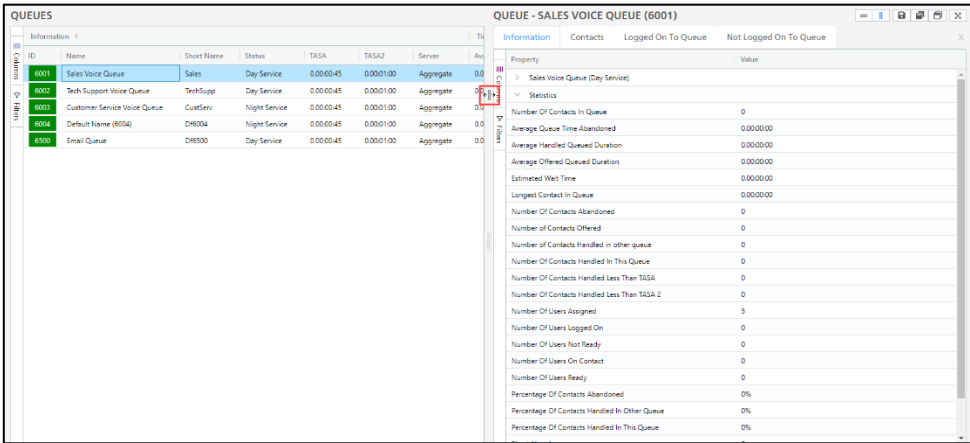 QUEUES
Information <
Columns
Filters
ID Name Short Name Status TASA TASA2 Server
6001 Sales Voice Queue Sales Day Service 0.00:00:45 0.00:01:00 Aggregate 0.0
6002 Tech Support Voice Queue TechSupp Day Service 0.00:00:45 0.00:01:00 Aggregate
6003 Customer Service Voice Queue CustServ Night Service 0.00:00:45 0.00:01:00 Aggregate
6004 Default Name (6004) Df6004 Night Service 0.00:00:45 0.00:01:00 Aggregate 0.0
6500 Email Queue Df6500 Day Service 0.00:00:45 0.00:01:00 Aggregate 0.0
QUEUE - SALES VOICE QUEUE (6001)
Information Contacts Logged On To Queue Not Logged On To Queue X
Filters
Property Value
> Sales Voice Queue (Day Service)
Statistics
Number Of Contacts In Queue 0
Average Queue Time Abandoned 0.00:00:00
Average Handled Queued Duration 0.00:00:00
Average Offered Queued Duration 0.00:00:00
Estimated Wait Time 0.00:00:00
Longest Contact In Queue 0.00:00:00
Number Of Contacts Abandoned 0
Number of Contacts Offered 0
Number of Contacts Handled in other queue 0
Number Of Contacts Handled In This Queue 0
Number Of Contacts Handled Less Than TASA 0
Number Of Contacts Handled Less Than TASA 2 0
Number Of Users Assigned 5
Number Of Users Logged On 0
Number Of Users Not Ready 0
Number Of Users On Contact 0
Number Of Users Ready 0
Percentage Of Contacts Abandoned 0%
Percentage Of Contacts Handled In Other Queue 0%
Percentage Of Contacts Handled In This Queue 0%